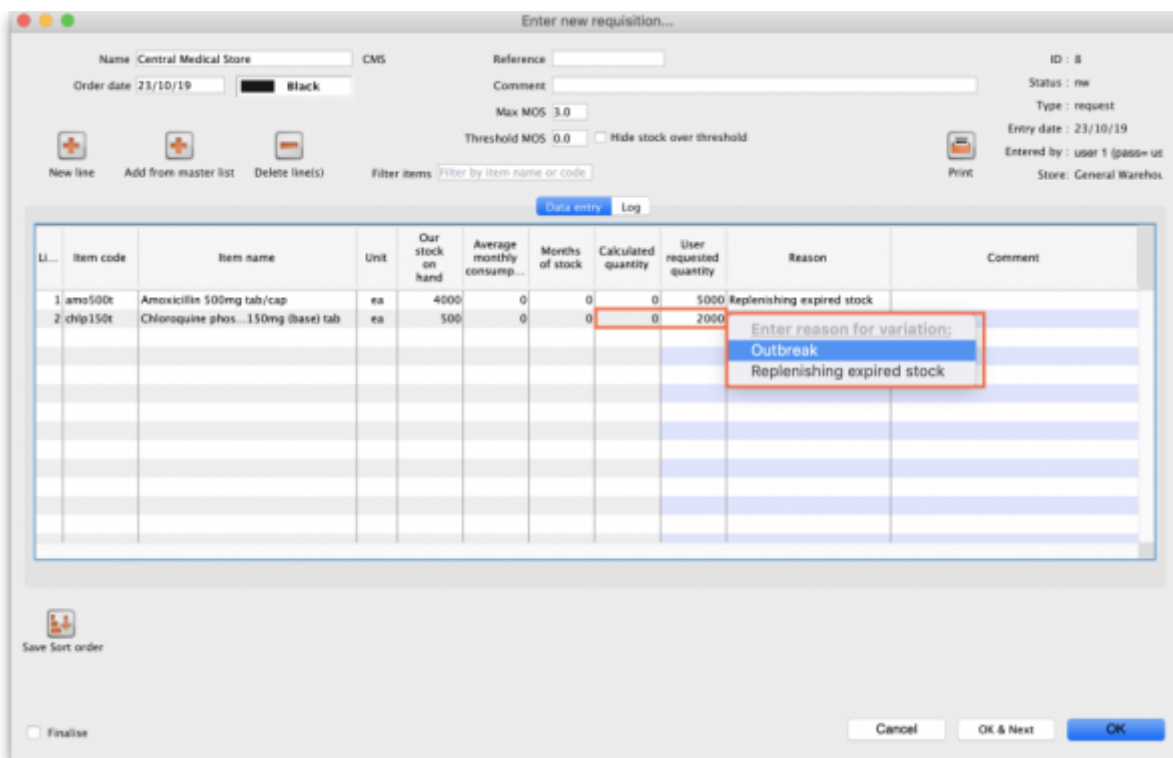 Enter new requisition...
Name Central Medical Store CMS Reference ID : 8
Order date 23/10/19 Black Comment Status : nw
Max MOS 3.0 Type : request
Threshold MOS 0.0 Hide stock over threshold Entry date : 23/10/19
Entered by : user 1 (pass= us
New line Add from master list Delete line(s) Filter items Filter by item name or code Print Store: General Warehou
Data entry Log
Li... Item code Item name Unit Our stock on hand Average monthly consump... Months of stock Calculated quantity User requested quantity Reason Comment
1 amo500t Amoxicillin 500mg tab/cap ea 4000 0 0 0 5000 Replenishing expired stock
2 chlp150t Chloroquine phos...150mg (base) tab ea 500 0 0 0 2000
Enter reason for variation:
Outbreak
Replenishing expired stock
Save Sort order
Finalise Cancel OK & Next OK